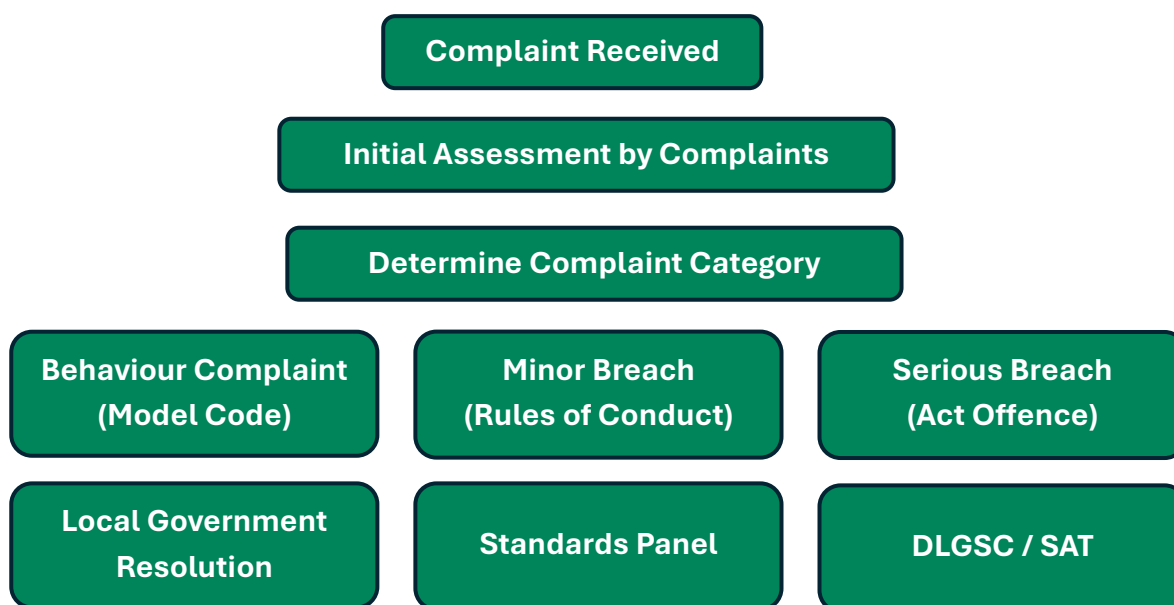 Complaint Received
Initial Assessment by Complaints
Determine Complaint Category
Behaviour Complaint
(Model Code)
Minor Breach
(Rules of Conduct)
Serious Breach
(Act Offence)
Local Government
Resolution
Standards Panel
DLGSC / SAT